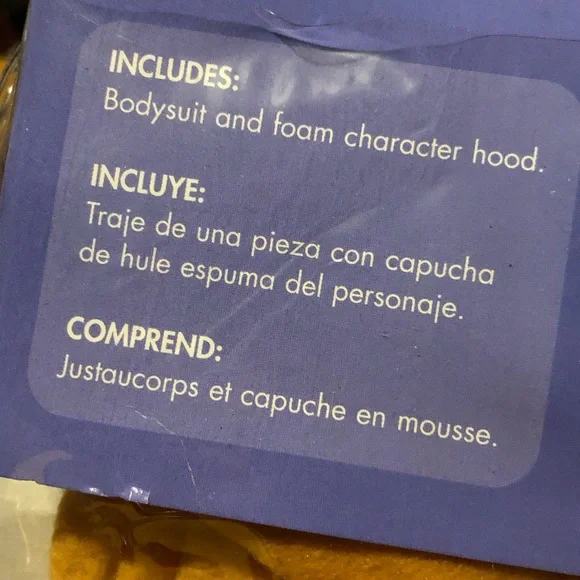 INCLUDES:
Bodysuit and foam character hood.
INCLUYE:
Traje de una pieza con capucha
de hule espuma del personaje.
COMPREND:
Justaucorps et capuche en mousse.